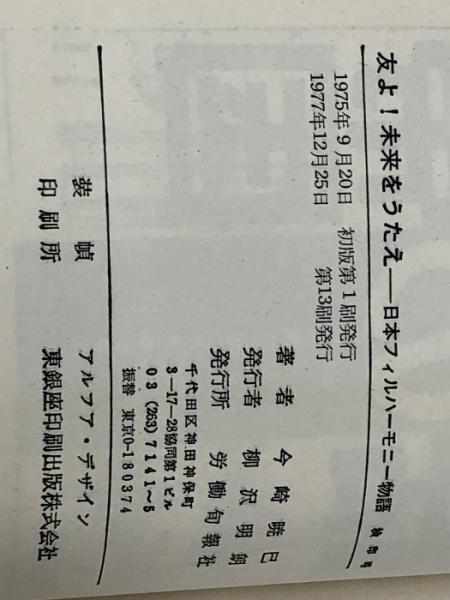 友よ！未来をうたえ──日本フィルハーモニー物語
1975年9月20日 初版第1刷発行
1977年12月25日 第13刷発行
著者 今崎暁巳
発行者 柳沢明朗
発行所 労働旬報社
千代田区神田神保町
3-17-28協同第1ビル
03(263)7141~5
振替 東京0-180374
装幀 アルファ・デザイン
印刷所 東銀座印刷出版株式会社